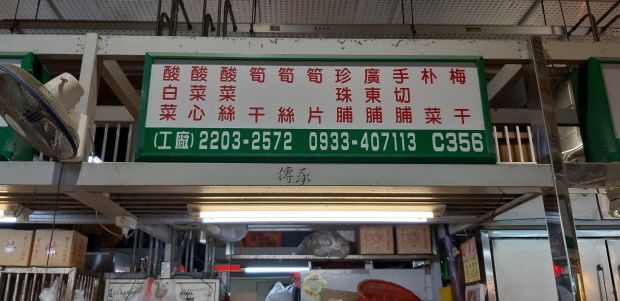 梅干
朴菜
手切脯
廣東脯
珍珠脯
筍片
筍絲
筍干
酸菜絲
酸菜心
酸白菜
(工廠) 2203-2572 0933-407113 C356
傳承